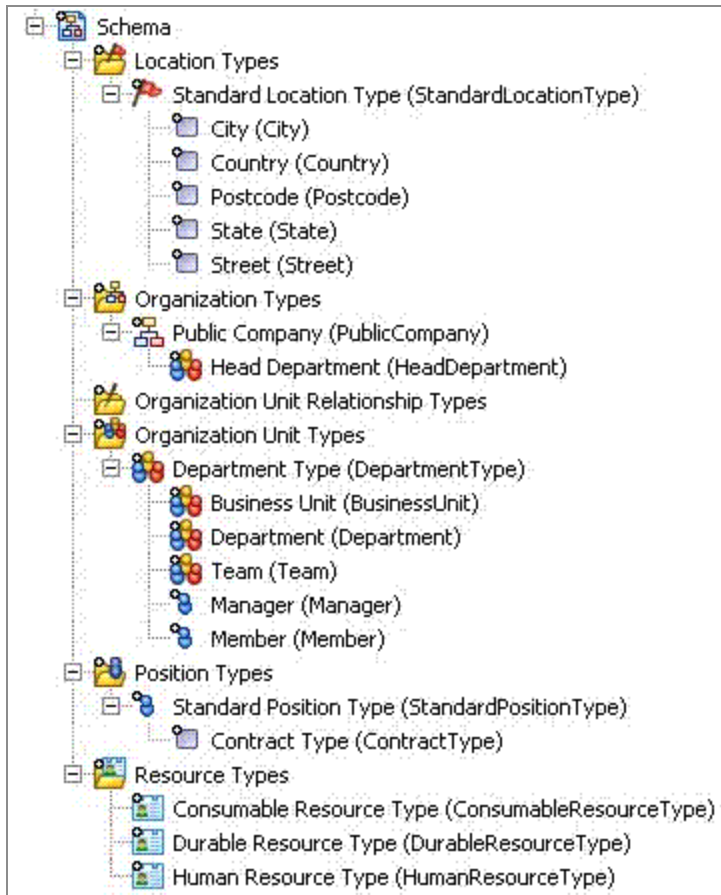 Schema
Location Types
Standard Location Type (StandardLocationType)
City (City)
Country (Country)
Postcode (Postcode)
State (State)
Street (Street)
Organization Types
Public Company (PublicCompany)
Head Department (HeadDepartment)
Organization Unit Relationship Types
Organization Unit Types
Department Type (DepartmentType)
Business Unit (BusinessUnit)
Department (Department)
Team (Team)
Manager (Manager)
Member (Member)
Position Types
Standard Position Type (StandardPositionType)
Contract Type (ContractType)
Resource Types
Consumable Resource Type (ConsumableResourceType)
Durable Resource Type (DurableResourceType)
Human Resource Type (HumanResourceType)